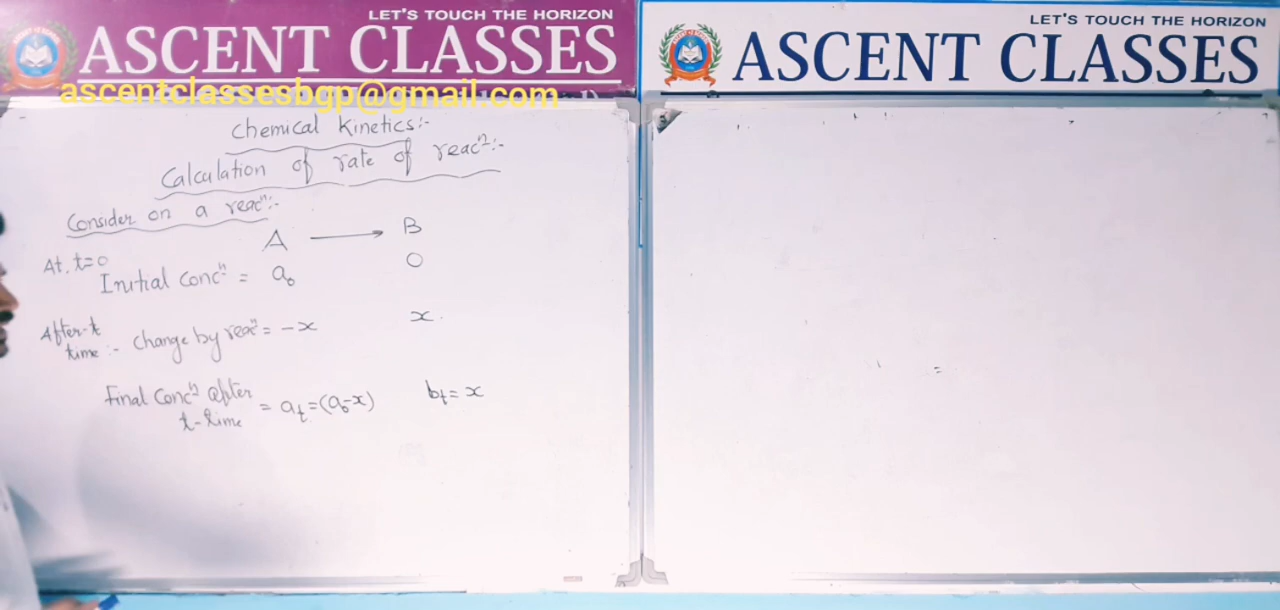 LET'S TOUCH THE HORIZON
ASCENT CLASSES
ascentclassesbgp@gmail.com
LET'S TOUCH THE HORIZON
ASCENT CLASSES
Chemical Kinetics:-
Calculation of rate of reacⁿ:-
Consider on a reacⁿ:-
A ⟶ B
At, t=0
Initial Concⁿ = a₀ 0
After-t
time:- Change by reacⁿ = -x x.
Final Concⁿ after
t-time = aₜ=(a₀-x) bₜ=x
=